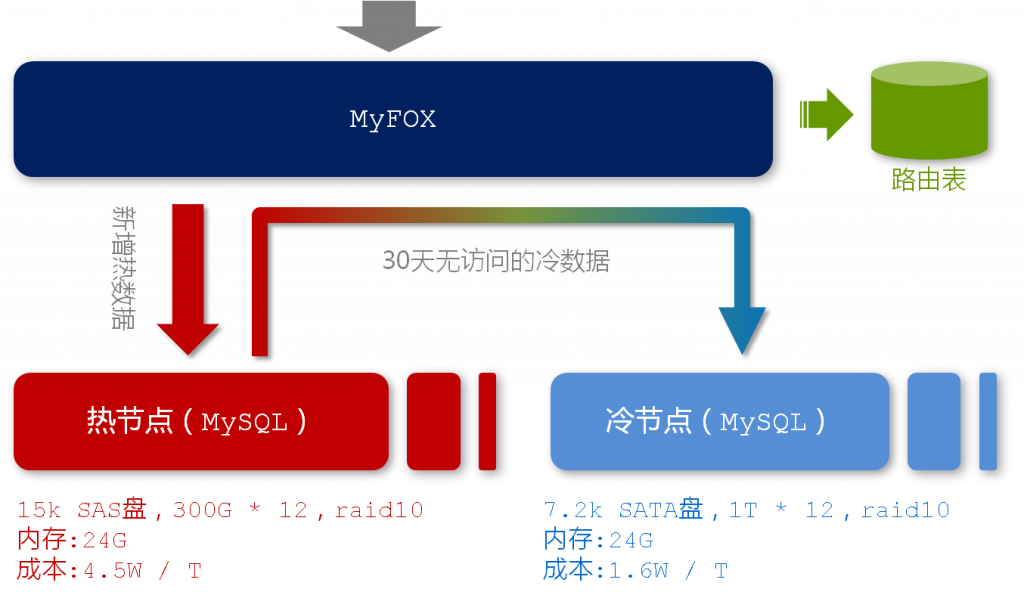 MyFOX
路由表
新增热数据
30天无访问的冷数据
热节点（MySQL）
冷节点（MySQL）
15k SAS盘，300G * 12，raid10
内存:24G
成本:4.5W / T
7.2k SATA盘，1T * 12，raid10
内存:24G
成本:1.6W / T